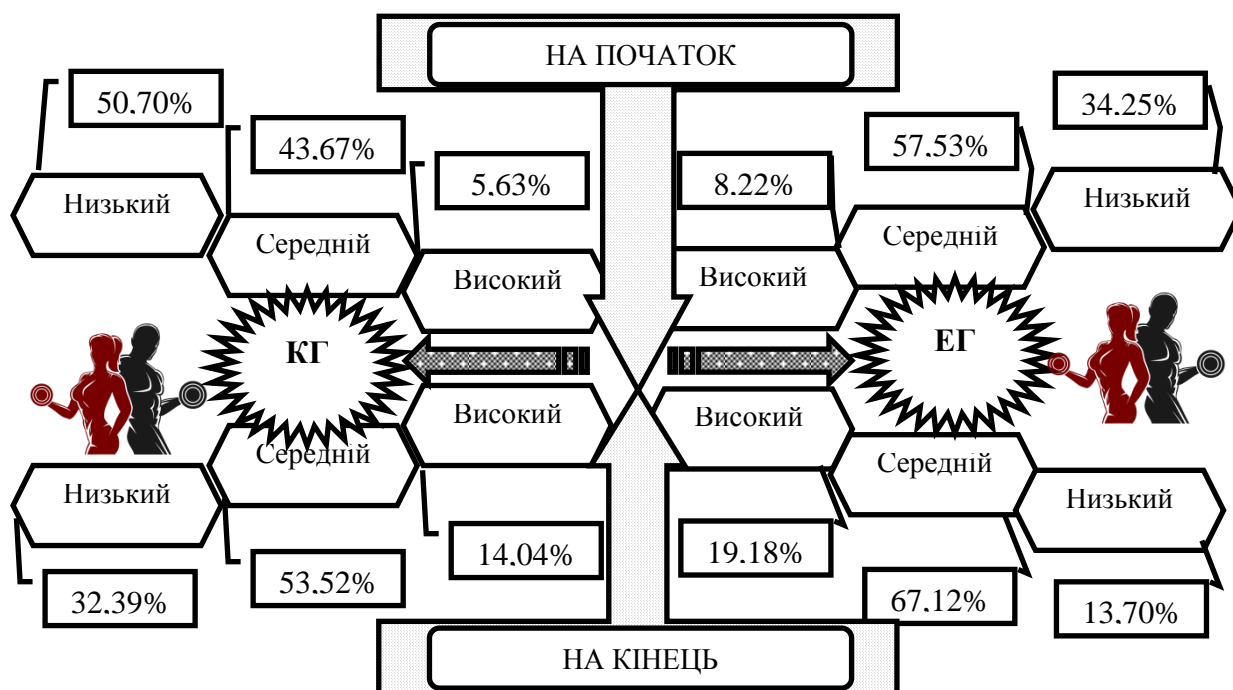 НА ПОЧАТОК
50,70%
43,67%
5,63%
8,22%
57,53%
34,25%
Низький
Середній
Високий
Високий
Середній
Низький
КГ
ЕГ
Низький
Середній
Високий
Високий
Середній
Низький
32,39%
53,52%
14,04%
19,18%
67,12%
13,70%
НА КІНЕЦЬ